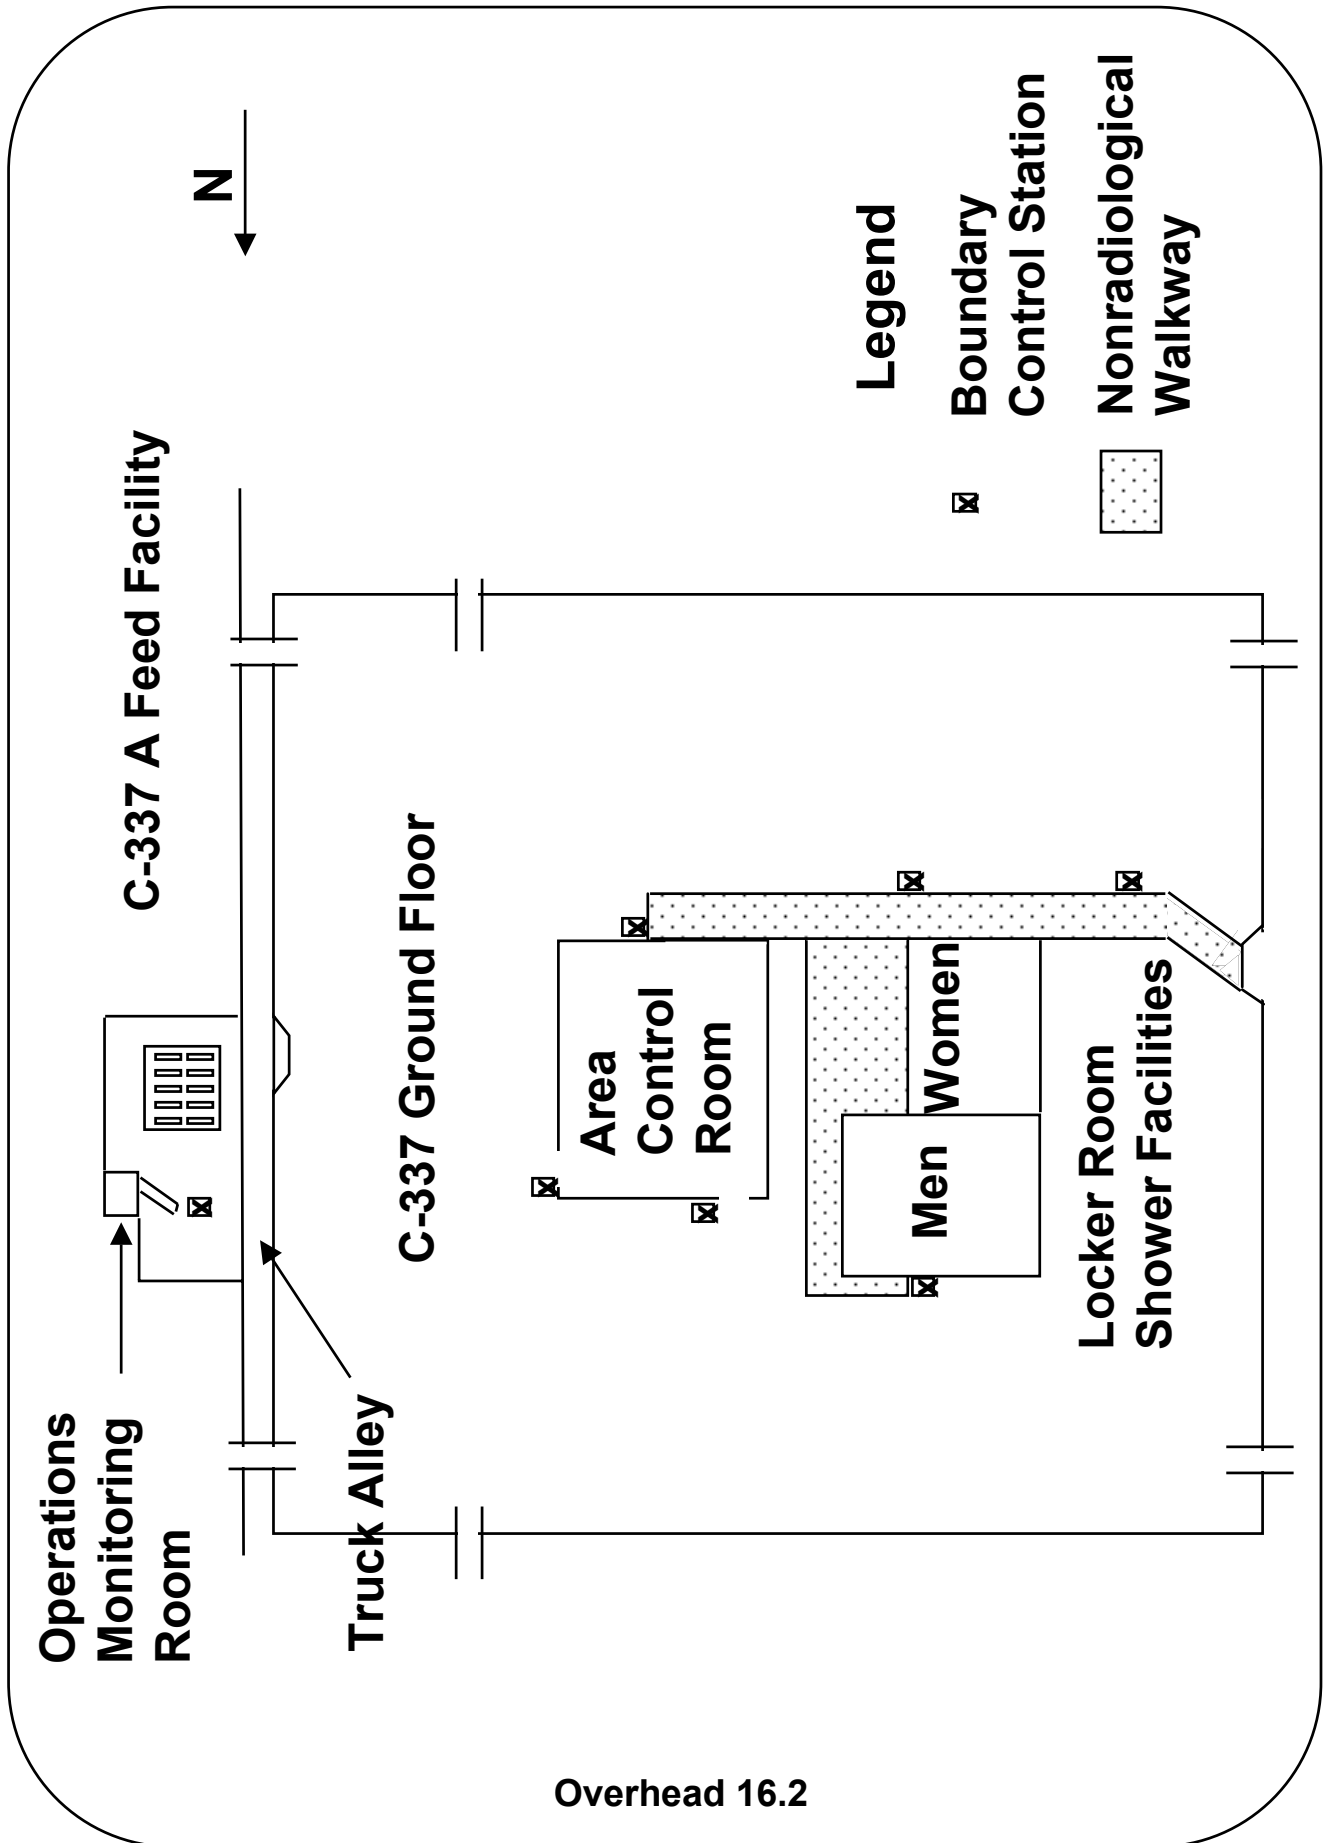 C-337 A Feed Facility
N
Operations
Monitoring
Room
Truck Alley
C-337 Ground Floor
Area
Control
Room
Men
Women
Locker Room
Shower Facilities
Legend
Boundary
Control Station
Nonradiological
Walkway
Overhead 16.2